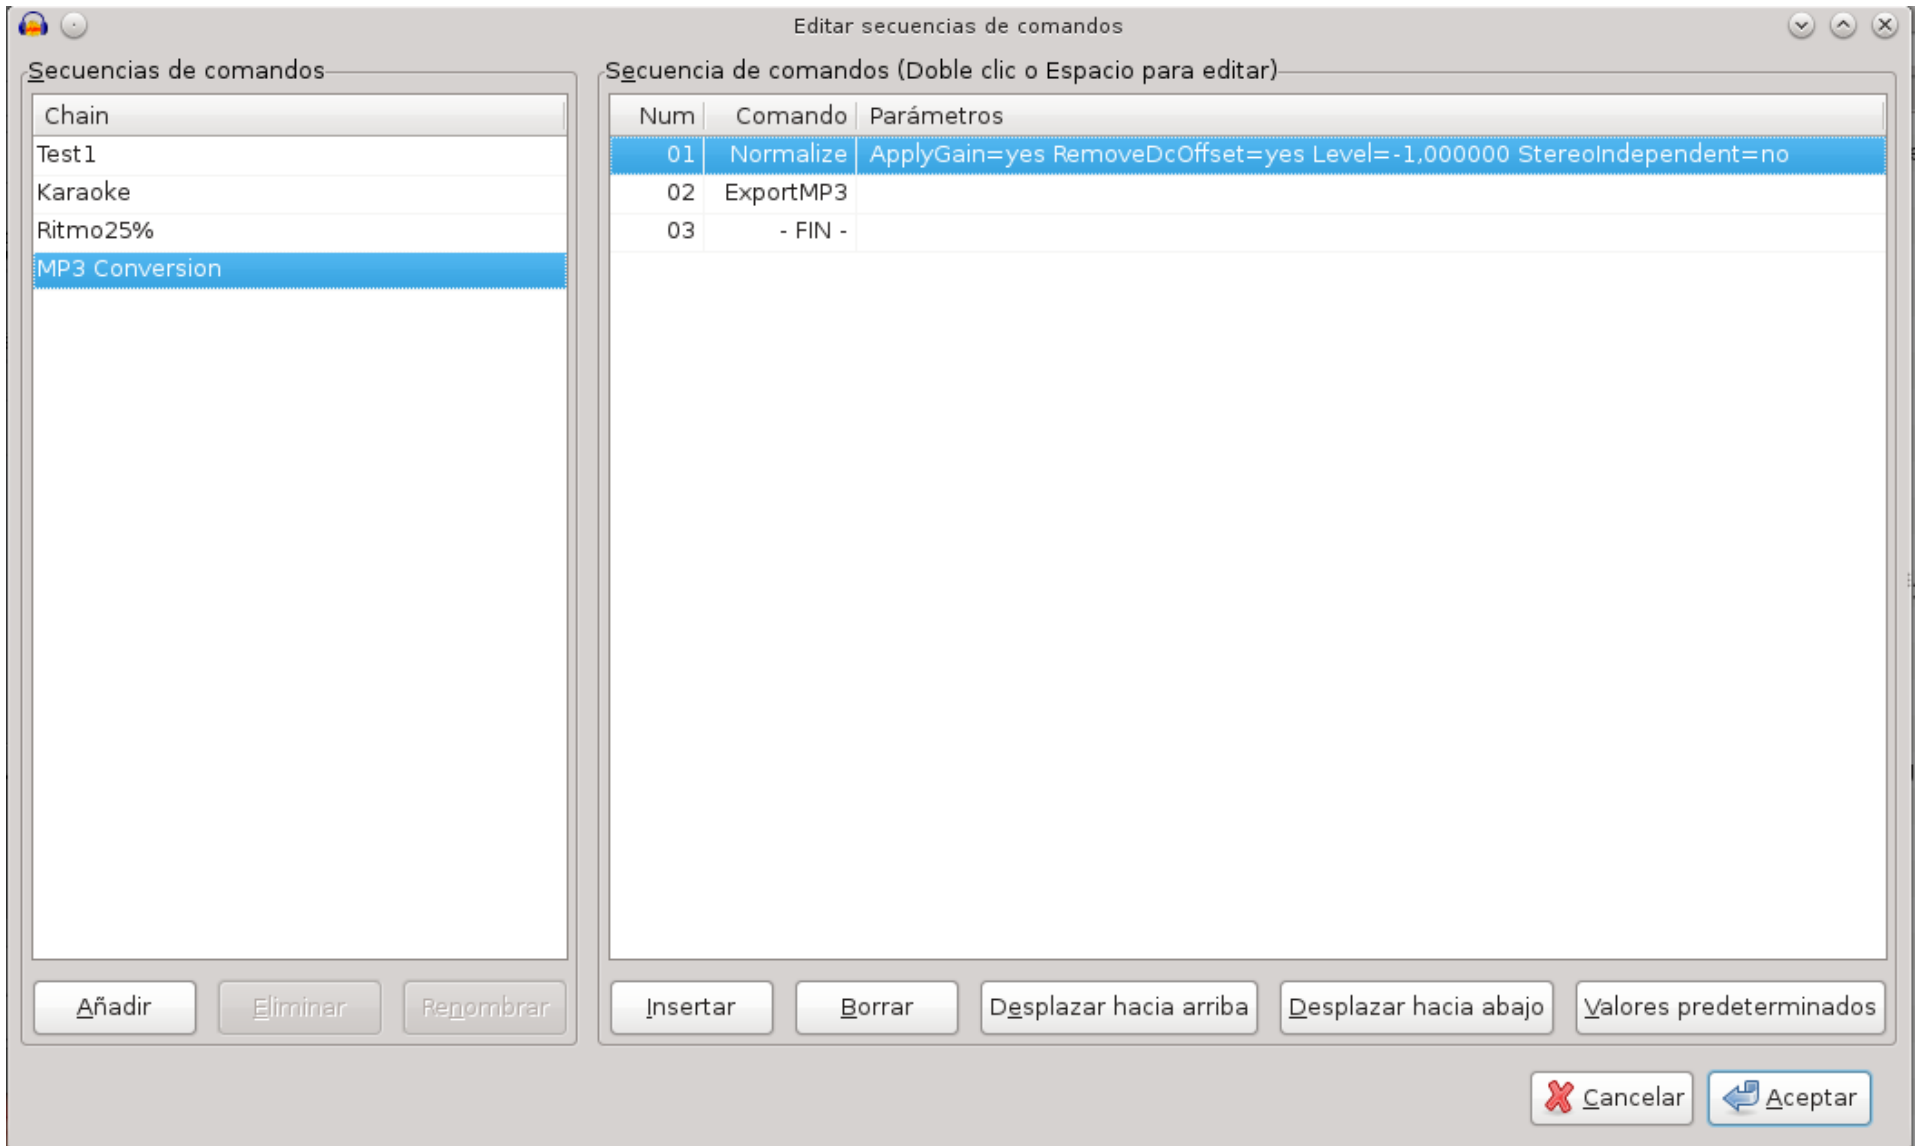 Editar secuencias de comandos
Secuencias de comandos
Chain
Test1
Karaoke
Ritmo25%
MP3 Conversion
Añadir Eliminar Renombrar
Secuencia de comandos (Doble clic o Espacio para editar)
Num Comando Parámetros
01 Normalize ApplyGain=yes RemoveDcOffset=yes Level=-1,000000 StereoIndependent=no
02 ExportMP3
03 - FIN -
Insertar Borrar Desplazar hacia arriba Desplazar hacia abajo Valores predeterminados
Cancelar Aceptar